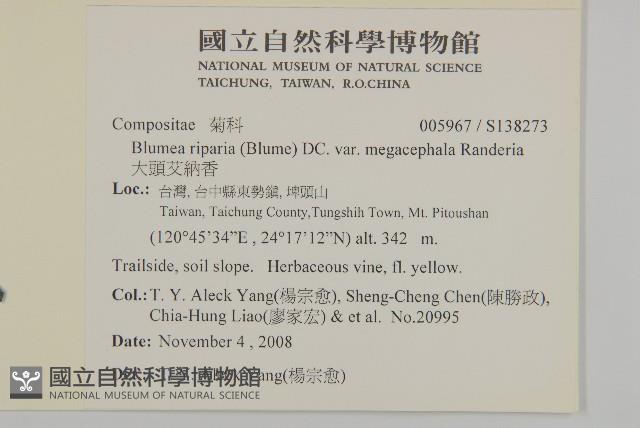 國立自然科學博物館
NATIONAL MUSEUM OF NATURAL SCIENCE
TAICHUNG, TAIWAN, R.O.CHINA
Compositae 菊科 005967 / S138273
Blumea riparia (Blume) DC. var. megacephala Randeria
大頭艾納香
Loc.: 台灣, 台中縣東勢鎮, 埤頭山
Taiwan, Taichung County,Tungshih Town, Mt. Pitoushan
(120°45'34”E , 24°17'12”N) alt. 342 m.
Trailside, soil slope. Herbaceous vine, fl. yellow.
Col.: T. Y. Aleck Yang(楊宗愈), Sheng-Cheng Chen(陳勝政),
Chia-Hung Liao(廖家宏) & et al. No.20995
Date: November 4 , 2008
Yang(楊宗愈)
國立自然科學博物館
NATIONAL MUSEUM OF NATURAL SCIENCE